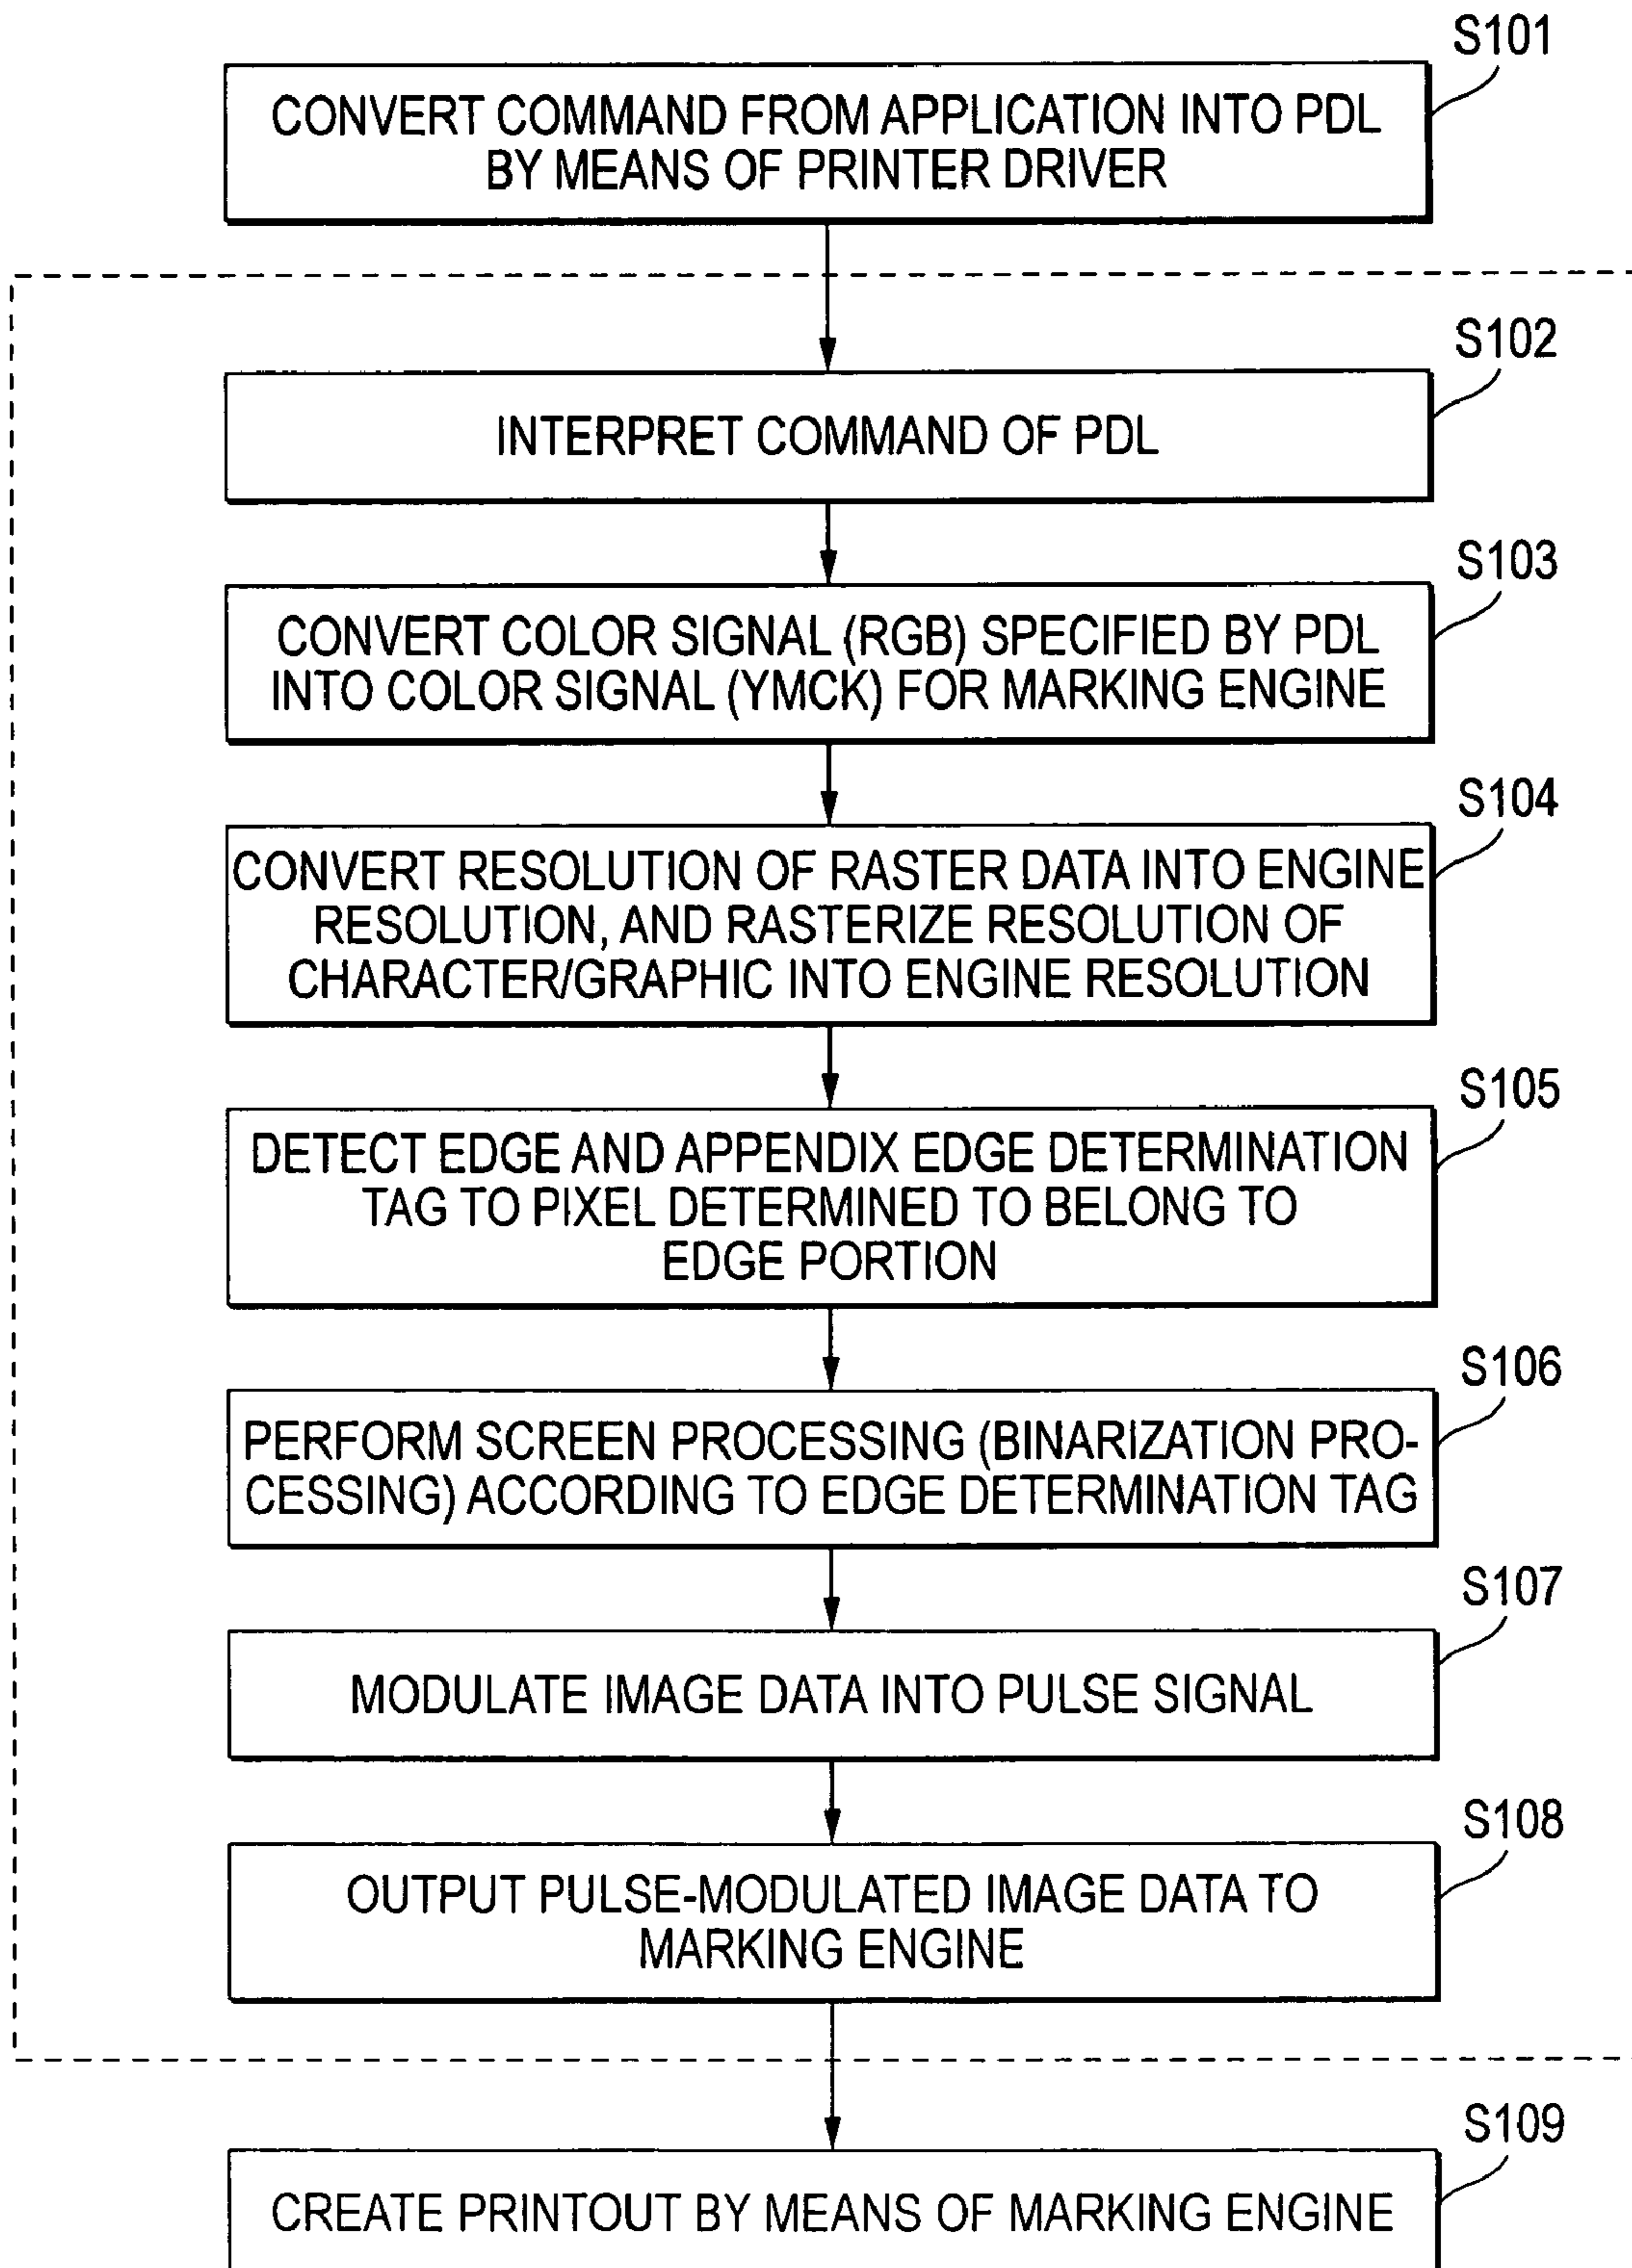 S101
CONVERT COMMAND FROM APPLICATION INTO PDL
BY MEANS OF PRINTER DRIVER
S102
INTERPRET COMMAND OF PDL
S103
CONVERT COLOR SIGNAL (RGB) SPECIFIED BY PDL
INTO COLOR SIGNAL (YMCK) FOR MARKING ENGINE
S104
CONVERT RESOLUTION OF RASTER DATA INTO ENGINE
RESOLUTION, AND RASTERIZE RESOLUTION OF
CHARACTER/GRAPHIC INTO ENGINE RESOLUTION
S105
DETECT EDGE AND APPENDIX EDGE DETERMINATION
TAG TO PIXEL DETERMINED TO BELONG TO
EDGE PORTION
S106
PERFORM SCREEN PROCESSING (BINARIZATION PRO-
CESSING) ACCORDING TO EDGE DETERMINATION TAG
S107
MODULATE IMAGE DATA INTO PULSE SIGNAL
S108
OUTPUT PULSE-MODULATED IMAGE DATA TO
MARKING ENGINE
S109
CREATE PRINTOUT BY MEANS OF MARKING ENGINE